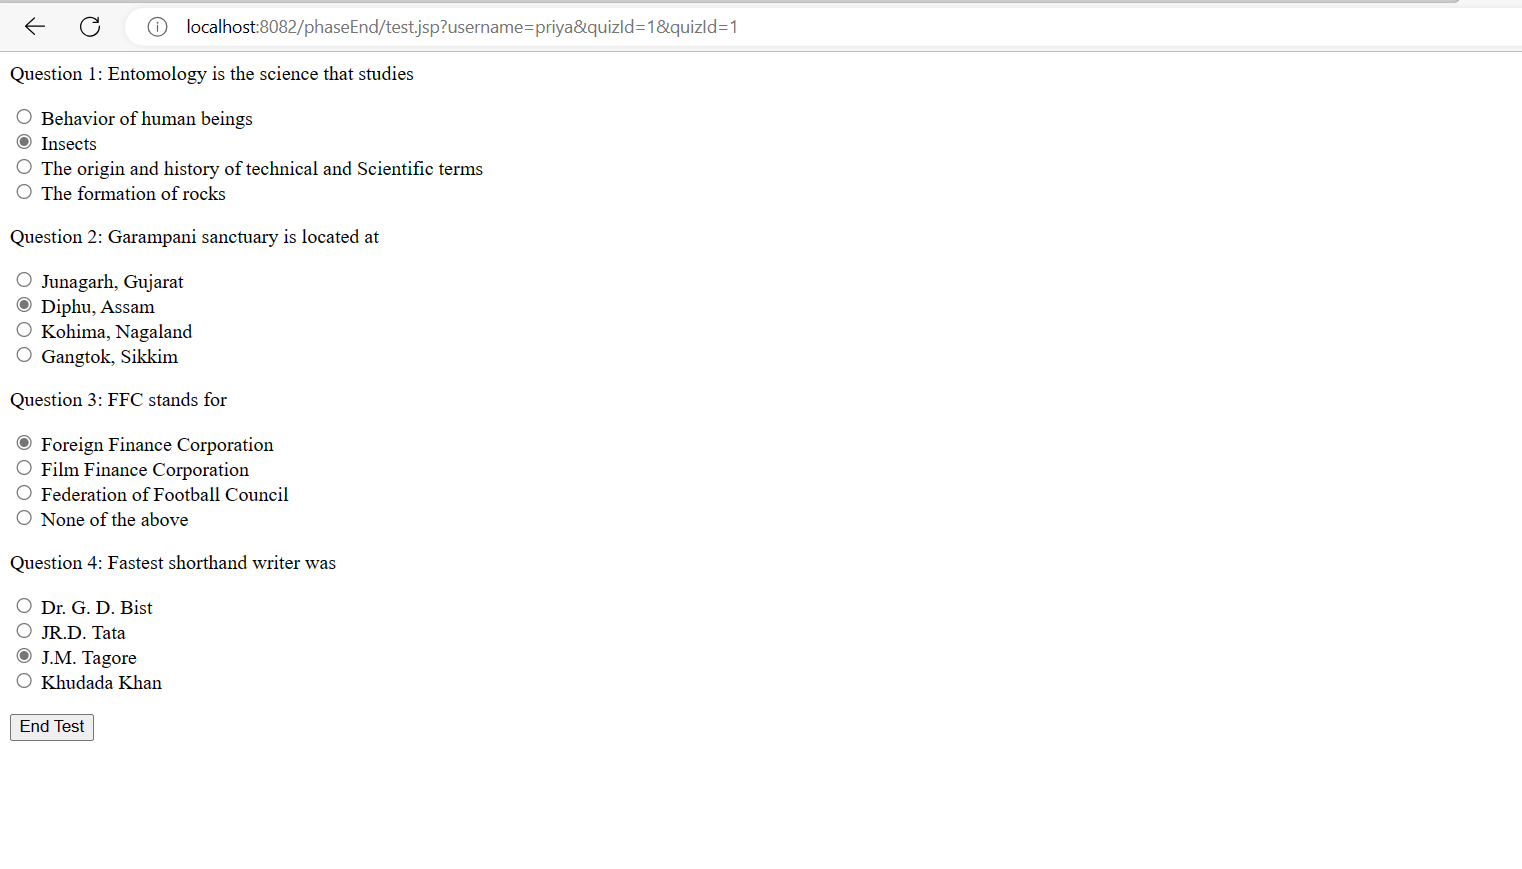 localhost:8082/phaseEnd/test.jsp?username=priya&quizId=1&quizId=1
Question 1: Entomology is the science that studies
Behavior of human beings
Insects
The origin and history of technical and Scientific terms
The formation of rocks
Question 2: Garampani sanctuary is located at
Junagarh, Gujarat
Diphu, Assam
Kohima, Nagaland
Gangtok, Sikkim
Question 3: FFC stands for
Foreign Finance Corporation
Film Finance Corporation
Federation of Football Council
None of the above
Question 4: Fastest shorthand writer was
Dr. G. D. Bist
JR.D. Tata
J.M. Tagore
Khudada Khan
End Test